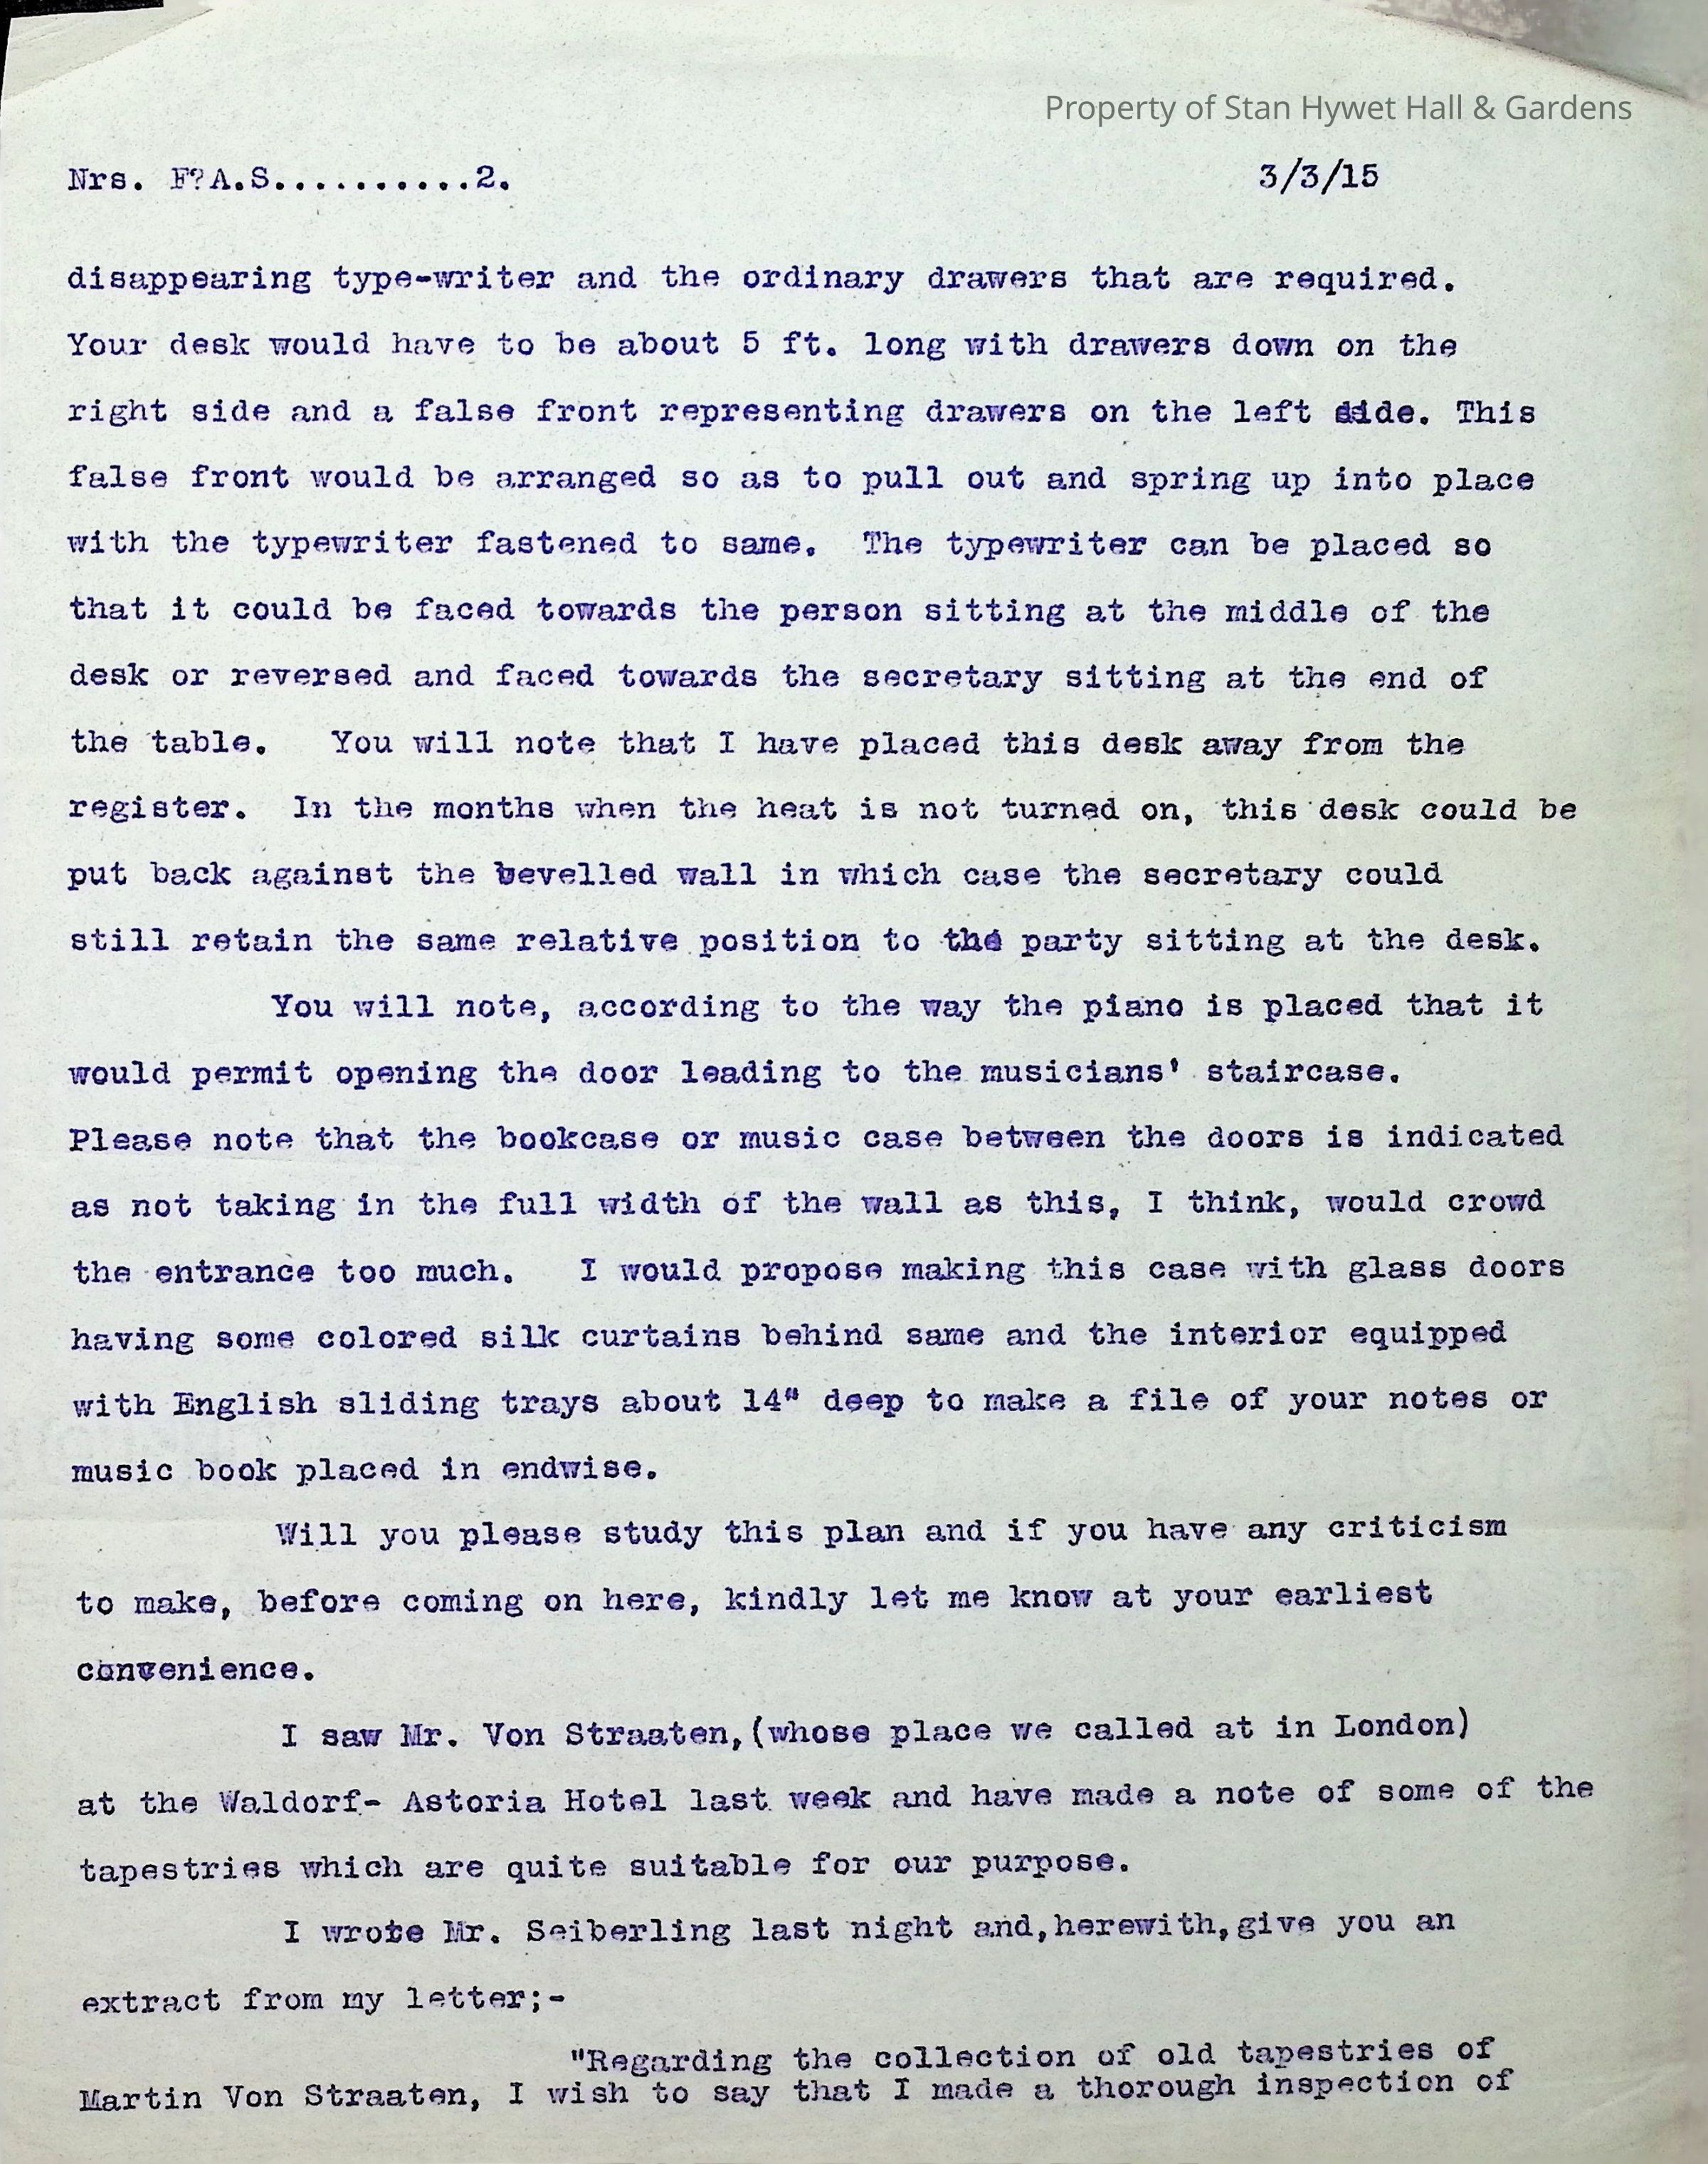 Property of Stan Hywet Hall & Gardens
Nrs. F?A.S..........2. 3/3/15
disappearing type-writer and the ordinary drawers that are required.
Your desk would have to be about 5 ft. long with drawers down on the
right side and a false front representing drawers on the left side. This
false front would be arranged so as to pull out and spring up into place
with the typewriter fastened to same. The typewriter can be placed so
that it could be faced towards the person sitting at the middle of the
desk or reversed and faced towards the secretary sitting at the end of
the table. You will note that I have placed this desk away from the
register. In the months when the heat is not turned on, this desk could be
put back against the bevelled wall in which case the secretary could
still retain the same relative position to the party sitting at the desk.
You will note, according to the way the piano is placed that it
would permit opening the door leading to the musicians' staircase.
Please note that the bookcase or music case between the doors is indicated
as not taking in the full width of the wall as this, I think, would crowd
the entrance too much. I would propose making this case with glass doors
having some colored silk curtains behind same and the interior equipped
with English sliding trays about 14" deep to make a file of your notes or
music book placed in endwise.
Will you please study this plan and if you have any criticism
to make, before coming on here, kindly let me know at your earliest
convenience.
I saw Mr. Von Straaten,(whose place we called at in London)
at the Waldorf- Astoria Hotel last week and have made a note of some of the
tapestries which are quite suitable for our purpose.
I wrote Mr. Seiberling last night and,herewith,give you an
extract from my letter;-
"Regarding the collection of old tapestries of
Martin Von Straaten, I wish to say that I made a thorough inspection of